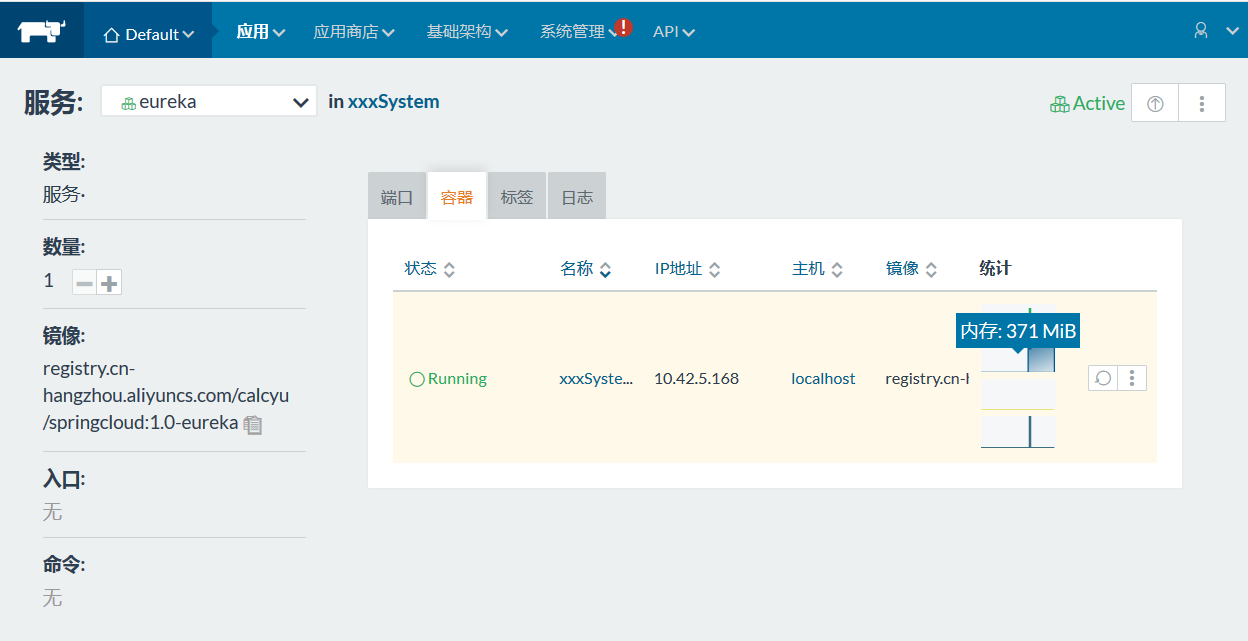 Default 应用 应用商店 基础架构 系统管理 ! API
服务: eureka in xxxSystem Active
类型:
服务·
数量:
1
镜像:
registry.cn-
hangzhou.aliyuncs.com/calcyu
/springcloud:1.0-eureka
入口:
无
命令:
无
端口 容器 标签 日志
状态 名称 IP地址 主机 镜像 统计
内存: 371 MiB
Running xxxSyste... 10.42.5.168 localhost registry.cn-